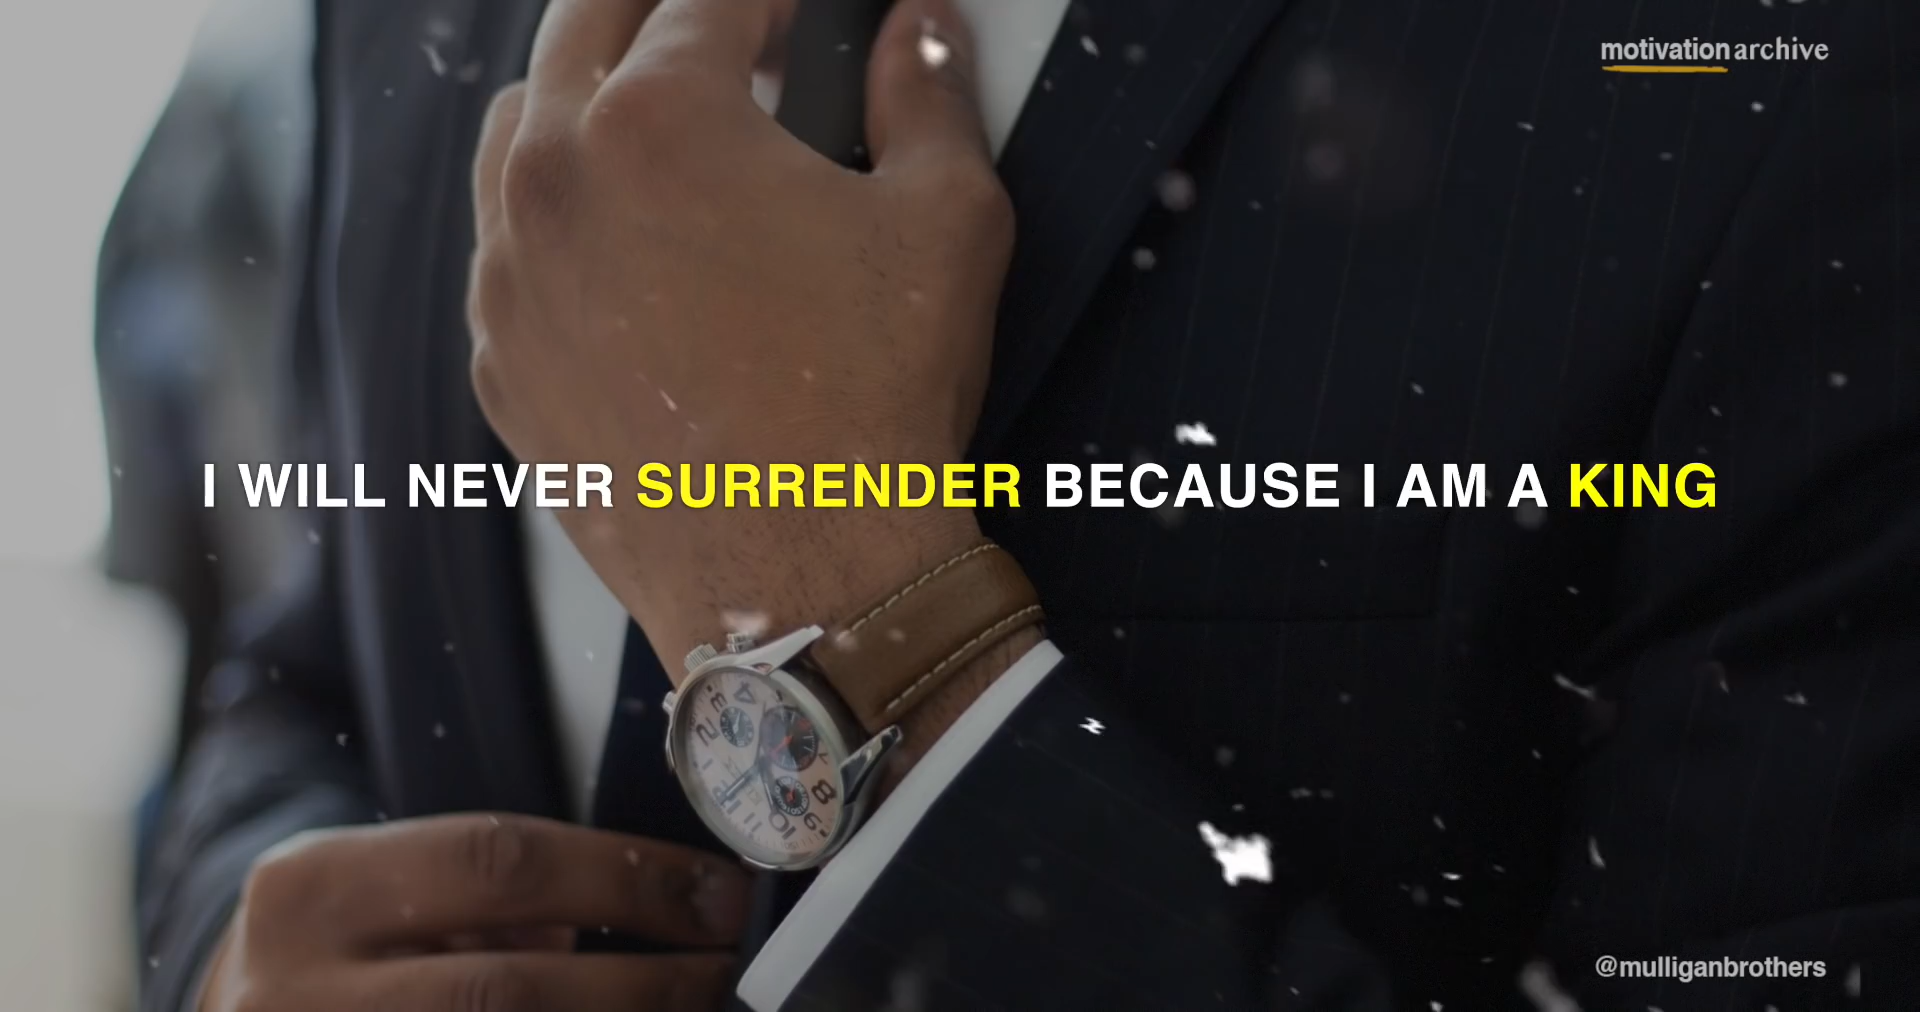 motivationarchive
I WILL NEVER SURRENDER BECAUSE I AM A KING
@mulliganbrothers